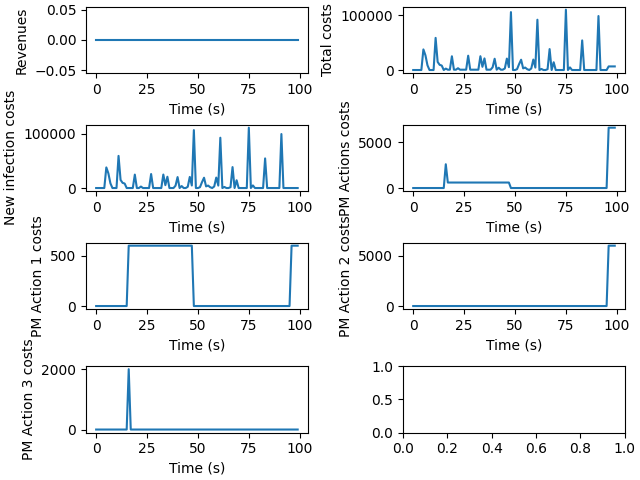 Revenues
0.05
0.00
−0.05
0 25 50 75 100
Time (s)
Total costs
100000
0
0 25 50 75 100
Time (s)
New infection costs
100000
0
0 25 50 75 100
Time (s)
PM Actions costs
5000
0
0 25 50 75 100
Time (s)
PM Action 1 costs
500
0
0 25 50 75 100
Time (s)
PM Action 2 costs
5000
0
0 25 50 75 100
Time (s)
PM Action 3 costs
2000
0
0 25 50 75 100
Time (s)
1.0
0.5
0.0
0.0 0.2 0.4 0.6 0.8 1.0